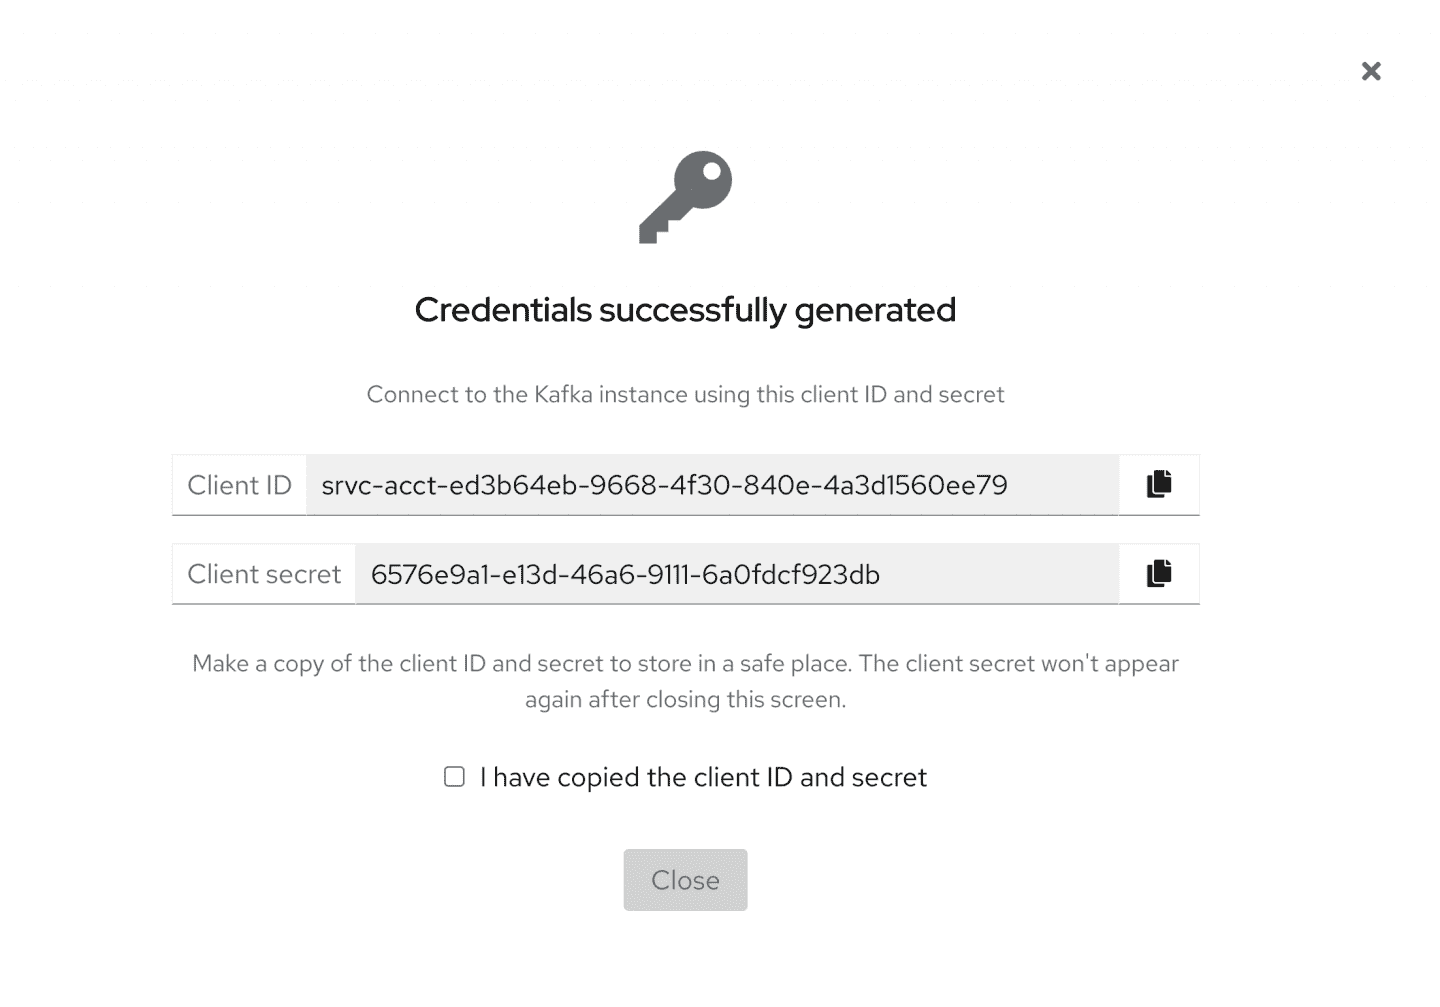 Credentials successfully generated
Connect to the Kafka instance using this client ID and secret
Client ID srvc-acct-ed3b64eb-9668-4f30-840e-4a3d1560ee79
Client secret 6576e9a1-e13d-46a6-9111-6a0fdcf923db
Make a copy of the client ID and secret to store in a safe place. The client secret won't appear
again after closing this screen.
I have copied the client ID and secret
Close